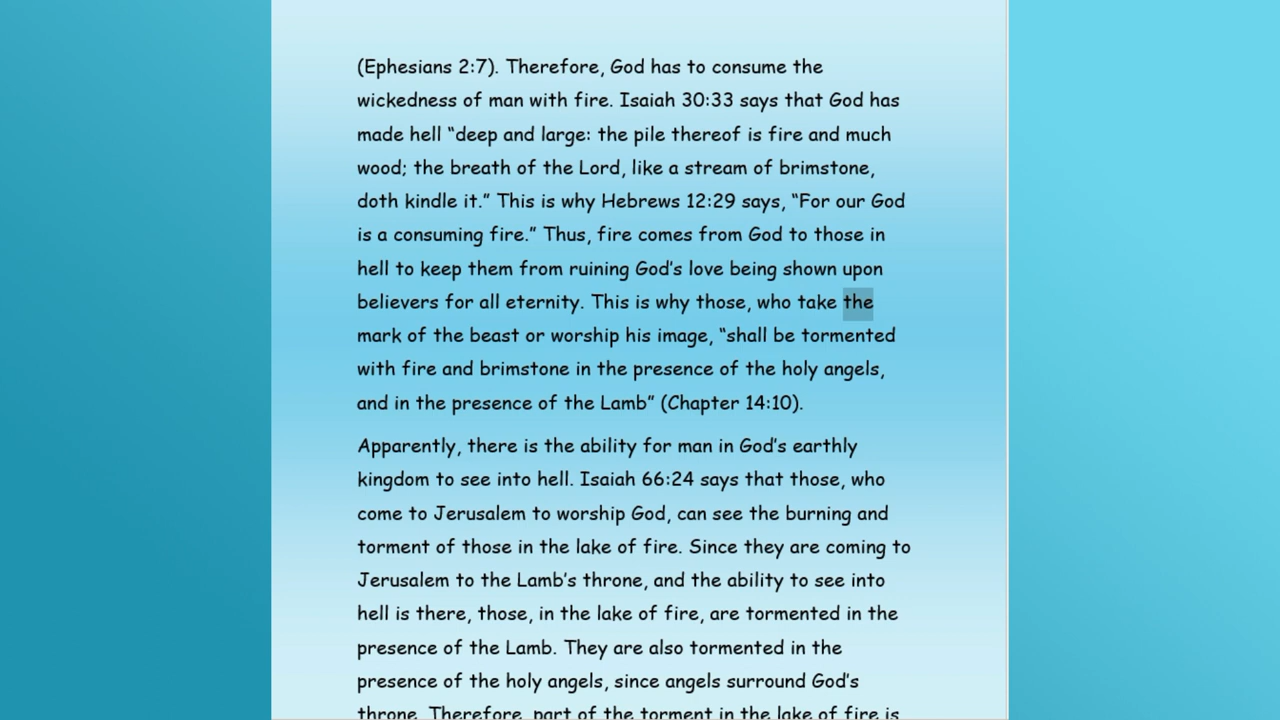 (Ephesians 2:7). Therefore, God has to consume the
wickedness of man with fire. Isaiah 30:33 says that God has
made hell “deep and large: the pile thereof is fire and much
wood; the breath of the Lord, like a stream of brimstone,
doth kindle it.” This is why Hebrews 12:29 says, “For our God
is a consuming fire.” Thus, fire comes from God to those in
hell to keep them from ruining God’s love being shown upon
believers for all eternity. This is why those, who take the
mark of the beast or worship his image, “shall be tormented
with fire and brimstone in the presence of the holy angels,
and in the presence of the Lamb” (Chapter 14:10).
Apparently, there is the ability for man in God’s earthly
kingdom to see into hell. Isaiah 66:24 says that those, who
come to Jerusalem to worship God, can see the burning and
torment of those in the lake of fire. Since they are coming to
Jerusalem to the Lamb’s throne, and the ability to see into
hell is there, those, in the lake of fire, are tormented in the
presence of the Lamb. They are also tormented in the
presence of the holy angels, since angels surround God’s
throne. Therefore, part of the torment in the lake of fire is